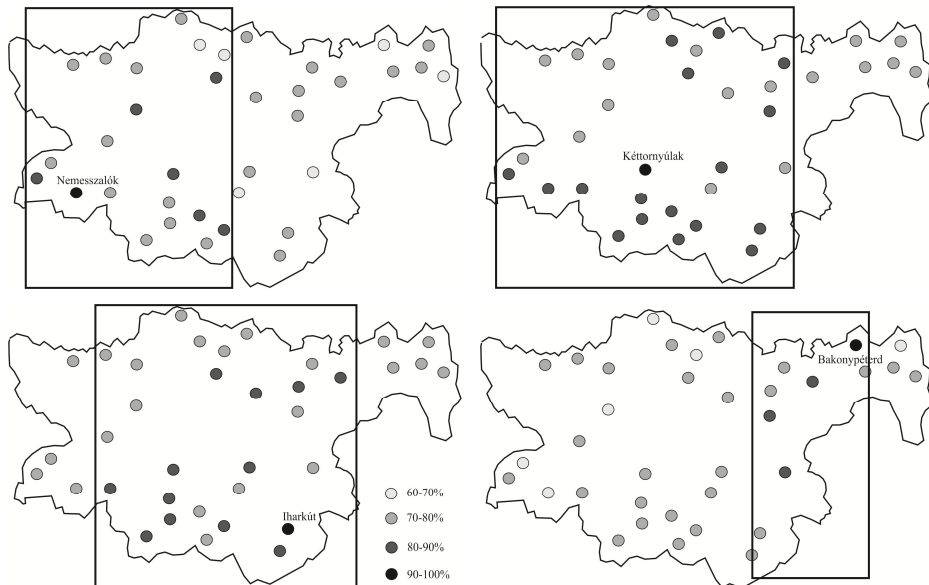 Nemesszalók
Kéttornyúlak
Iharkút
60-70%
70-80%
80-90%
90-100%
Bakonypéterd